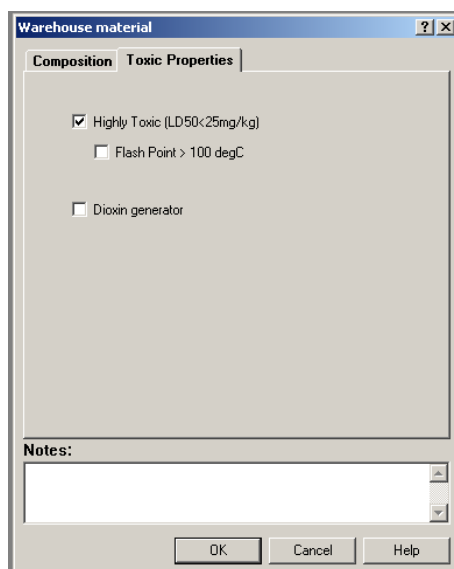 Warehouse material
Composition Toxic Properties
Highly Toxic (LD50<25mg/kg)
Flash Point > 100 degC
Dioxin generator
Notes:
OK Cancel Help